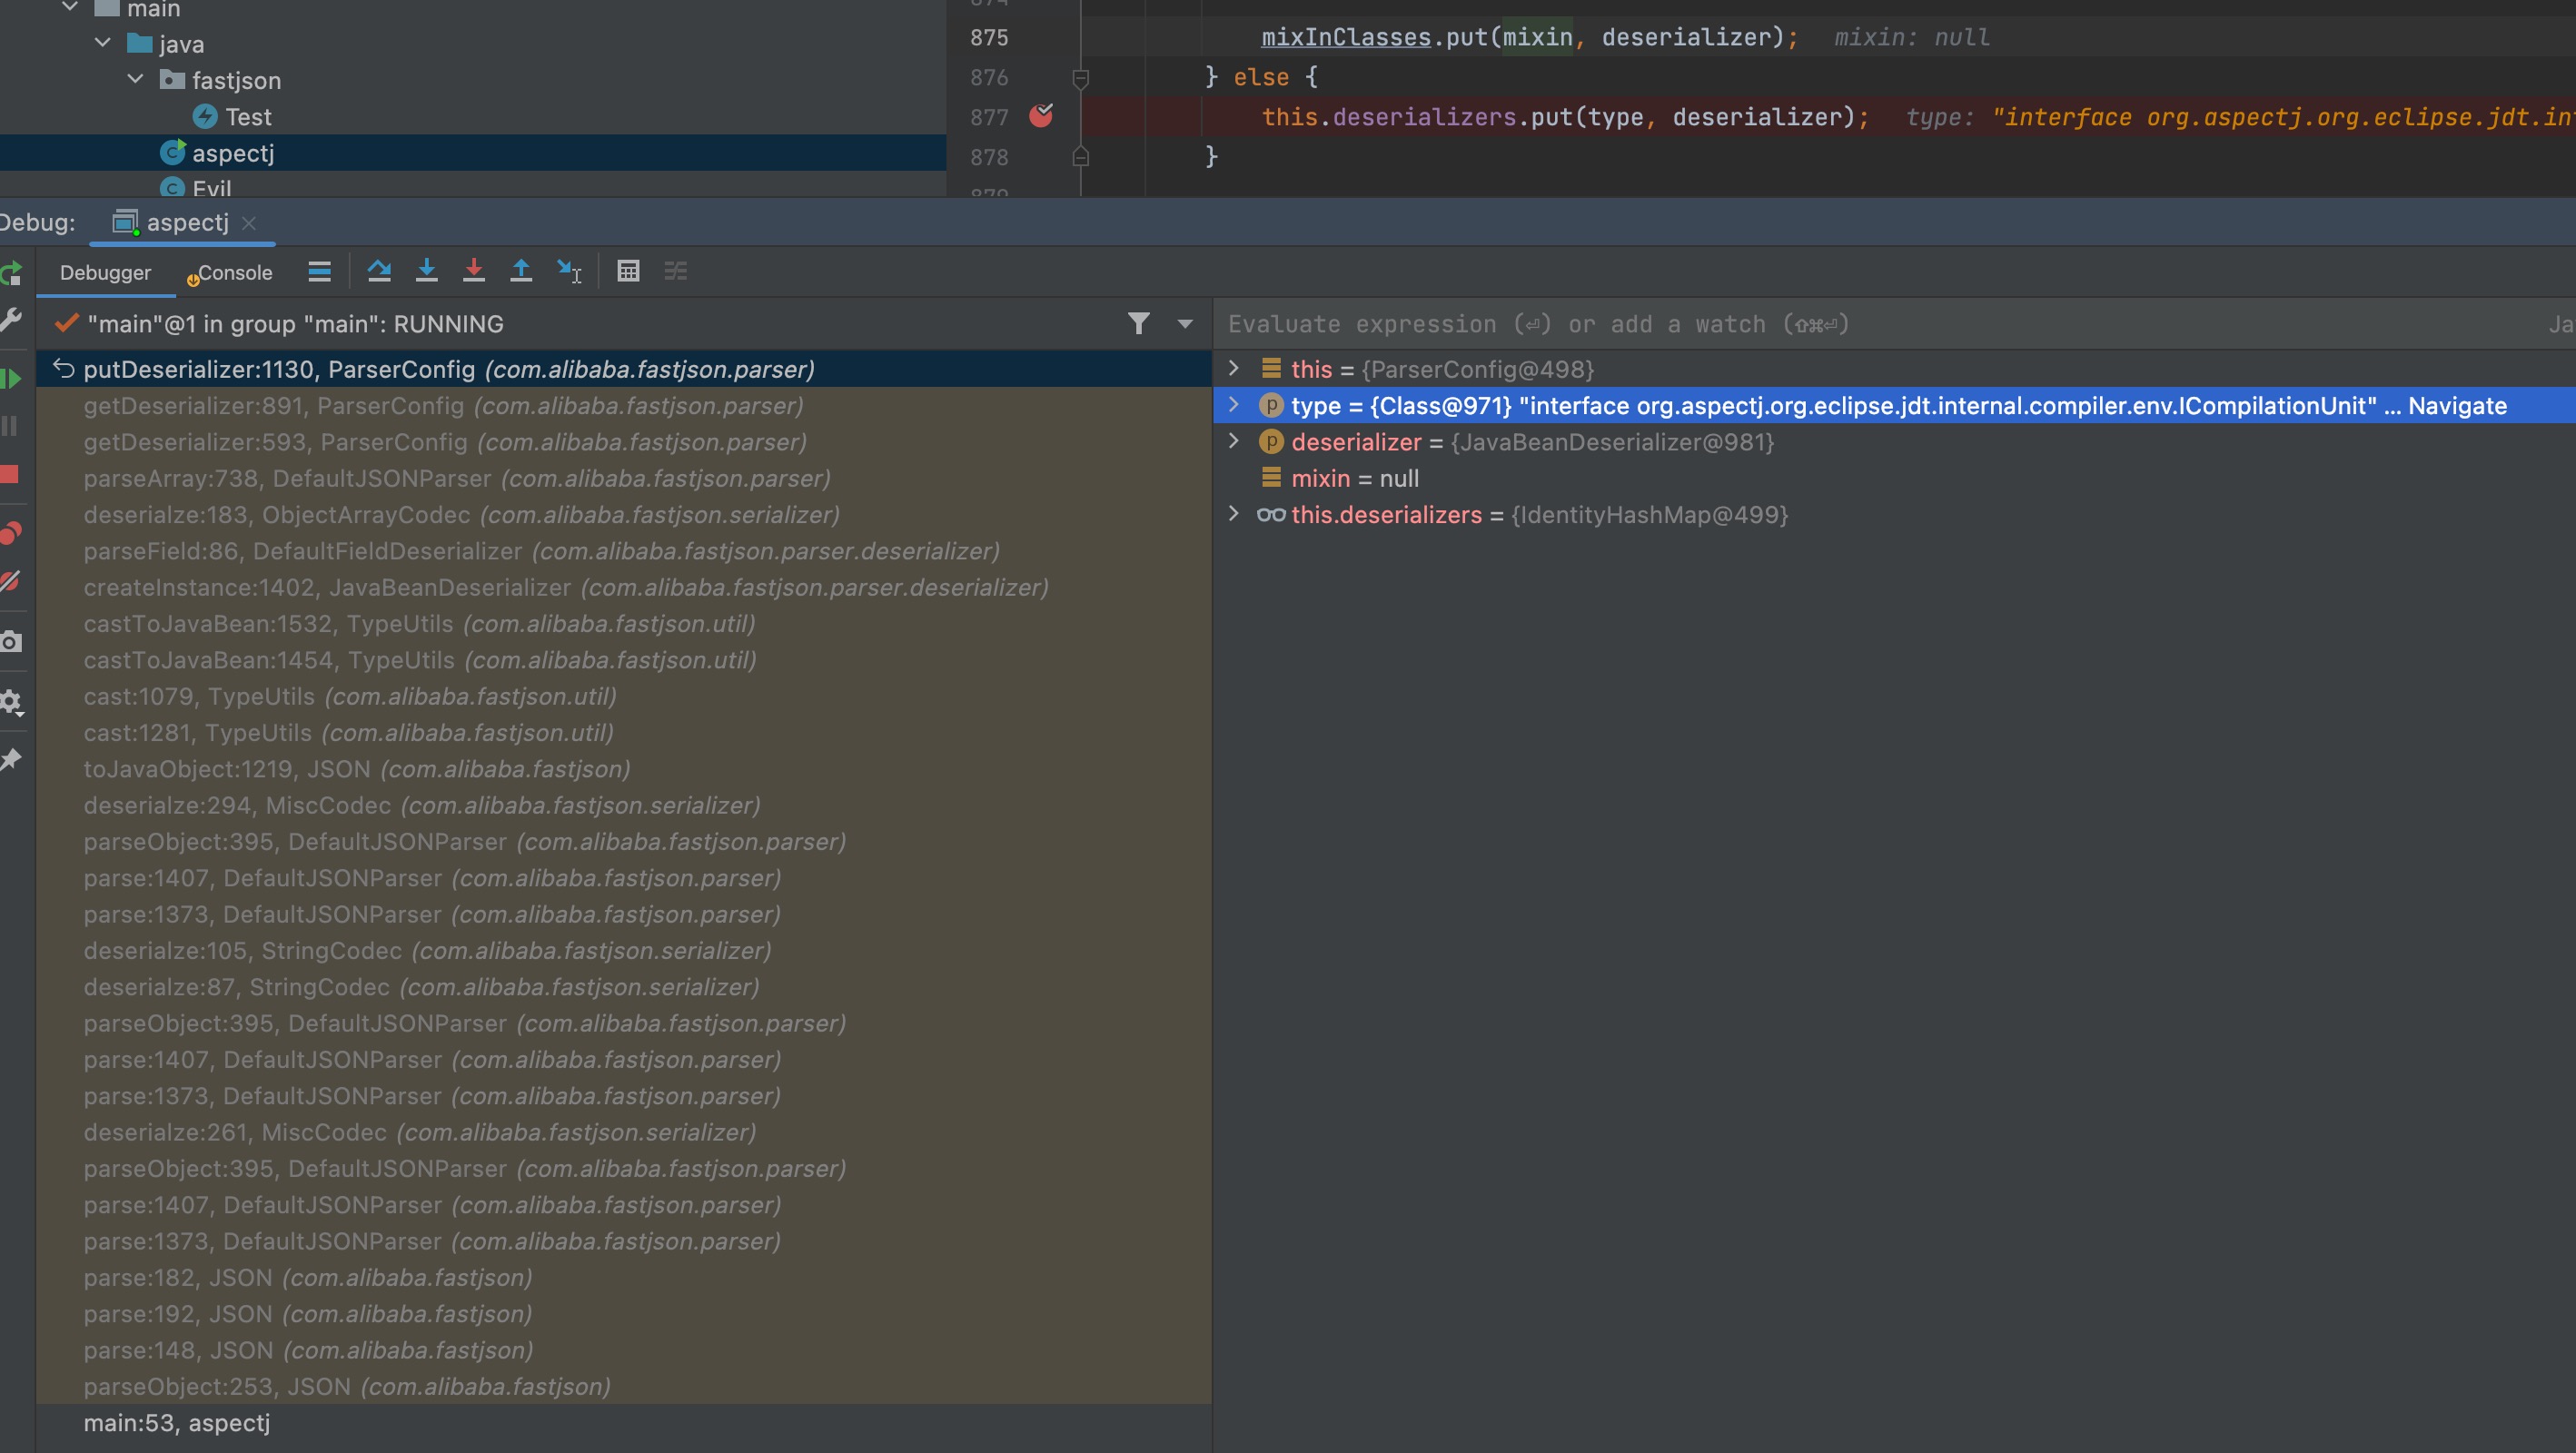 main
java
fastjson
Test
aspectj
Evil
875 mixInClasses.put(mixin, deserializer); mixin: null
876 } else {
877 this.deserializers.put(type, deserializer); type: "interface org.aspectj.org.eclipse.jdt.in
878 }
Debug: aspectj
Debugger Console
"main"@1 in group "main": RUNNING
Evaluate expression (⏎) or add a watch (⇧⌘⏎) Ja
putDeserializer:1130, ParserConfig (com.alibaba.fastjson.parser)
getDeserializer:891, ParserConfig (com.alibaba.fastjson.parser)
getDeserializer:593, ParserConfig (com.alibaba.fastjson.parser)
parseArray:738, DefaultJSONParser (com.alibaba.fastjson.parser)
deserialze:183, ObjectArrayCodec (com.alibaba.fastjson.serializer)
parseField:86, DefaultFieldDeserializer (com.alibaba.fastjson.parser.deserializer)
createInstance:1402, JavaBeanDeserializer (com.alibaba.fastjson.parser.deserializer)
castToJavaBean:1532, TypeUtils (com.alibaba.fastjson.util)
castToJavaBean:1454, TypeUtils (com.alibaba.fastjson.util)
cast:1079, TypeUtils (com.alibaba.fastjson.util)
cast:1281, TypeUtils (com.alibaba.fastjson.util)
toJavaObject:1219, JSON (com.alibaba.fastjson)
deserialze:294, MiscCodec (com.alibaba.fastjson.serializer)
parseObject:395, DefaultJSONParser (com.alibaba.fastjson.parser)
parse:1407, DefaultJSONParser (com.alibaba.fastjson.parser)
parse:1373, DefaultJSONParser (com.alibaba.fastjson.parser)
deserialze:105, StringCodec (com.alibaba.fastjson.serializer)
deserialze:87, StringCodec (com.alibaba.fastjson.serializer)
parseObject:395, DefaultJSONParser (com.alibaba.fastjson.parser)
parse:1407, DefaultJSONParser (com.alibaba.fastjson.parser)
parse:1373, DefaultJSONParser (com.alibaba.fastjson.parser)
deserialze:261, MiscCodec (com.alibaba.fastjson.serializer)
parseObject:395, DefaultJSONParser (com.alibaba.fastjson.parser)
parse:1407, DefaultJSONParser (com.alibaba.fastjson.parser)
parse:1373, DefaultJSONParser (com.alibaba.fastjson.parser)
parse:182, JSON (com.alibaba.fastjson)
parse:192, JSON (com.alibaba.fastjson)
parse:148, JSON (com.alibaba.fastjson)
parseObject:253, JSON (com.alibaba.fastjson)
main:53, aspectj
this = {ParserConfig@498}
type = {Class@971} "interface org.aspectj.org.eclipse.jdt.internal.compiler.env.ICompilationUnit" ... Navigate
deserializer = {JavaBeanDeserializer@981}
mixin = null
this.deserializers = {IdentityHashMap@499}